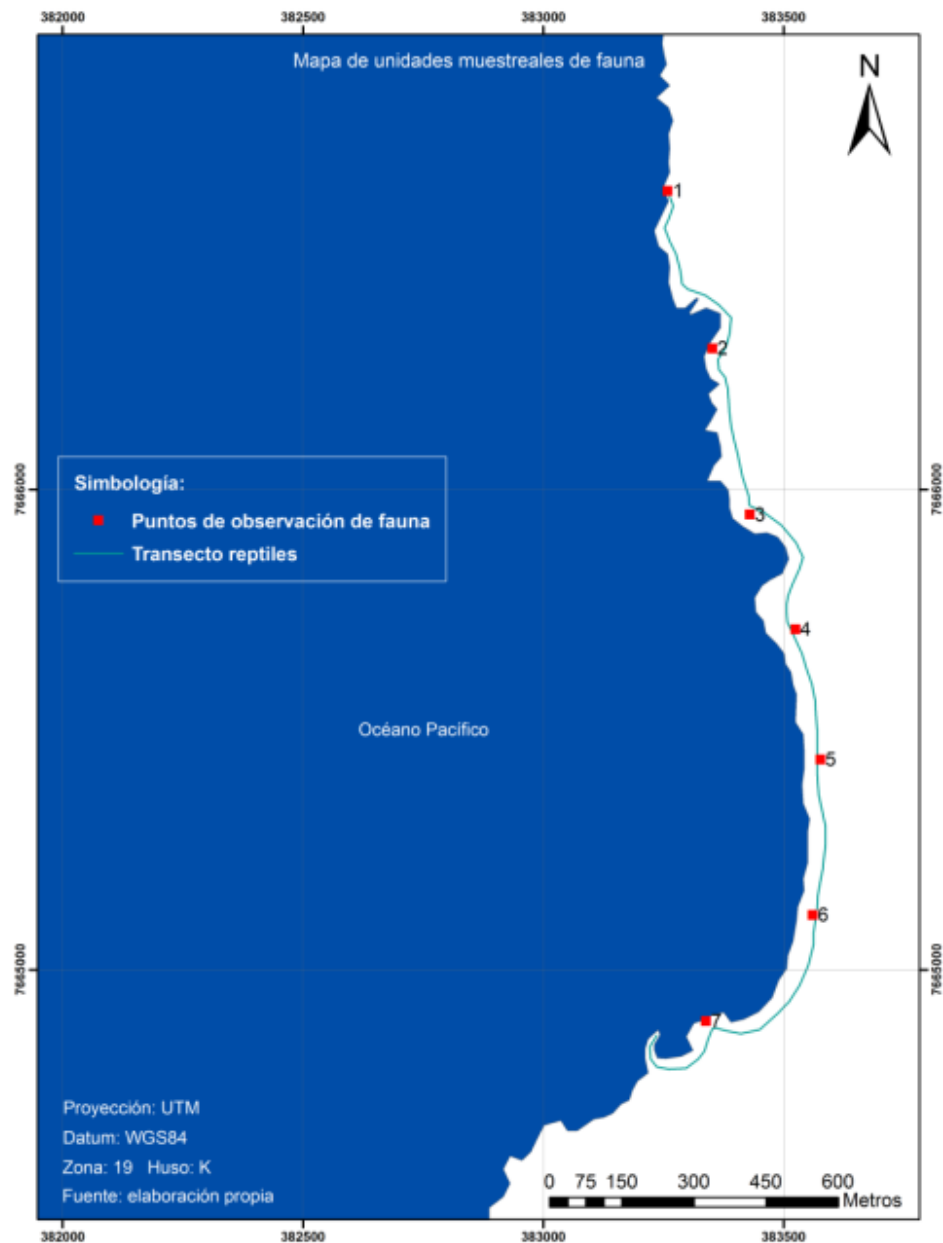 382000 382500 383000 383500
Mapa de unidades muestreales de fauna
N
1
2
7666000 7666000
Simbología:
Puntos de observación de fauna
Transecto reptiles
3
4
Océano Pacífico
5
6
7665000 7665000
7
Proyección: UTM
Datum: WGS84
Zona: 19 Huso: K
Fuente: elaboración propia
0 75 150 300 450 600
Metros
382000 382500 383000 383500